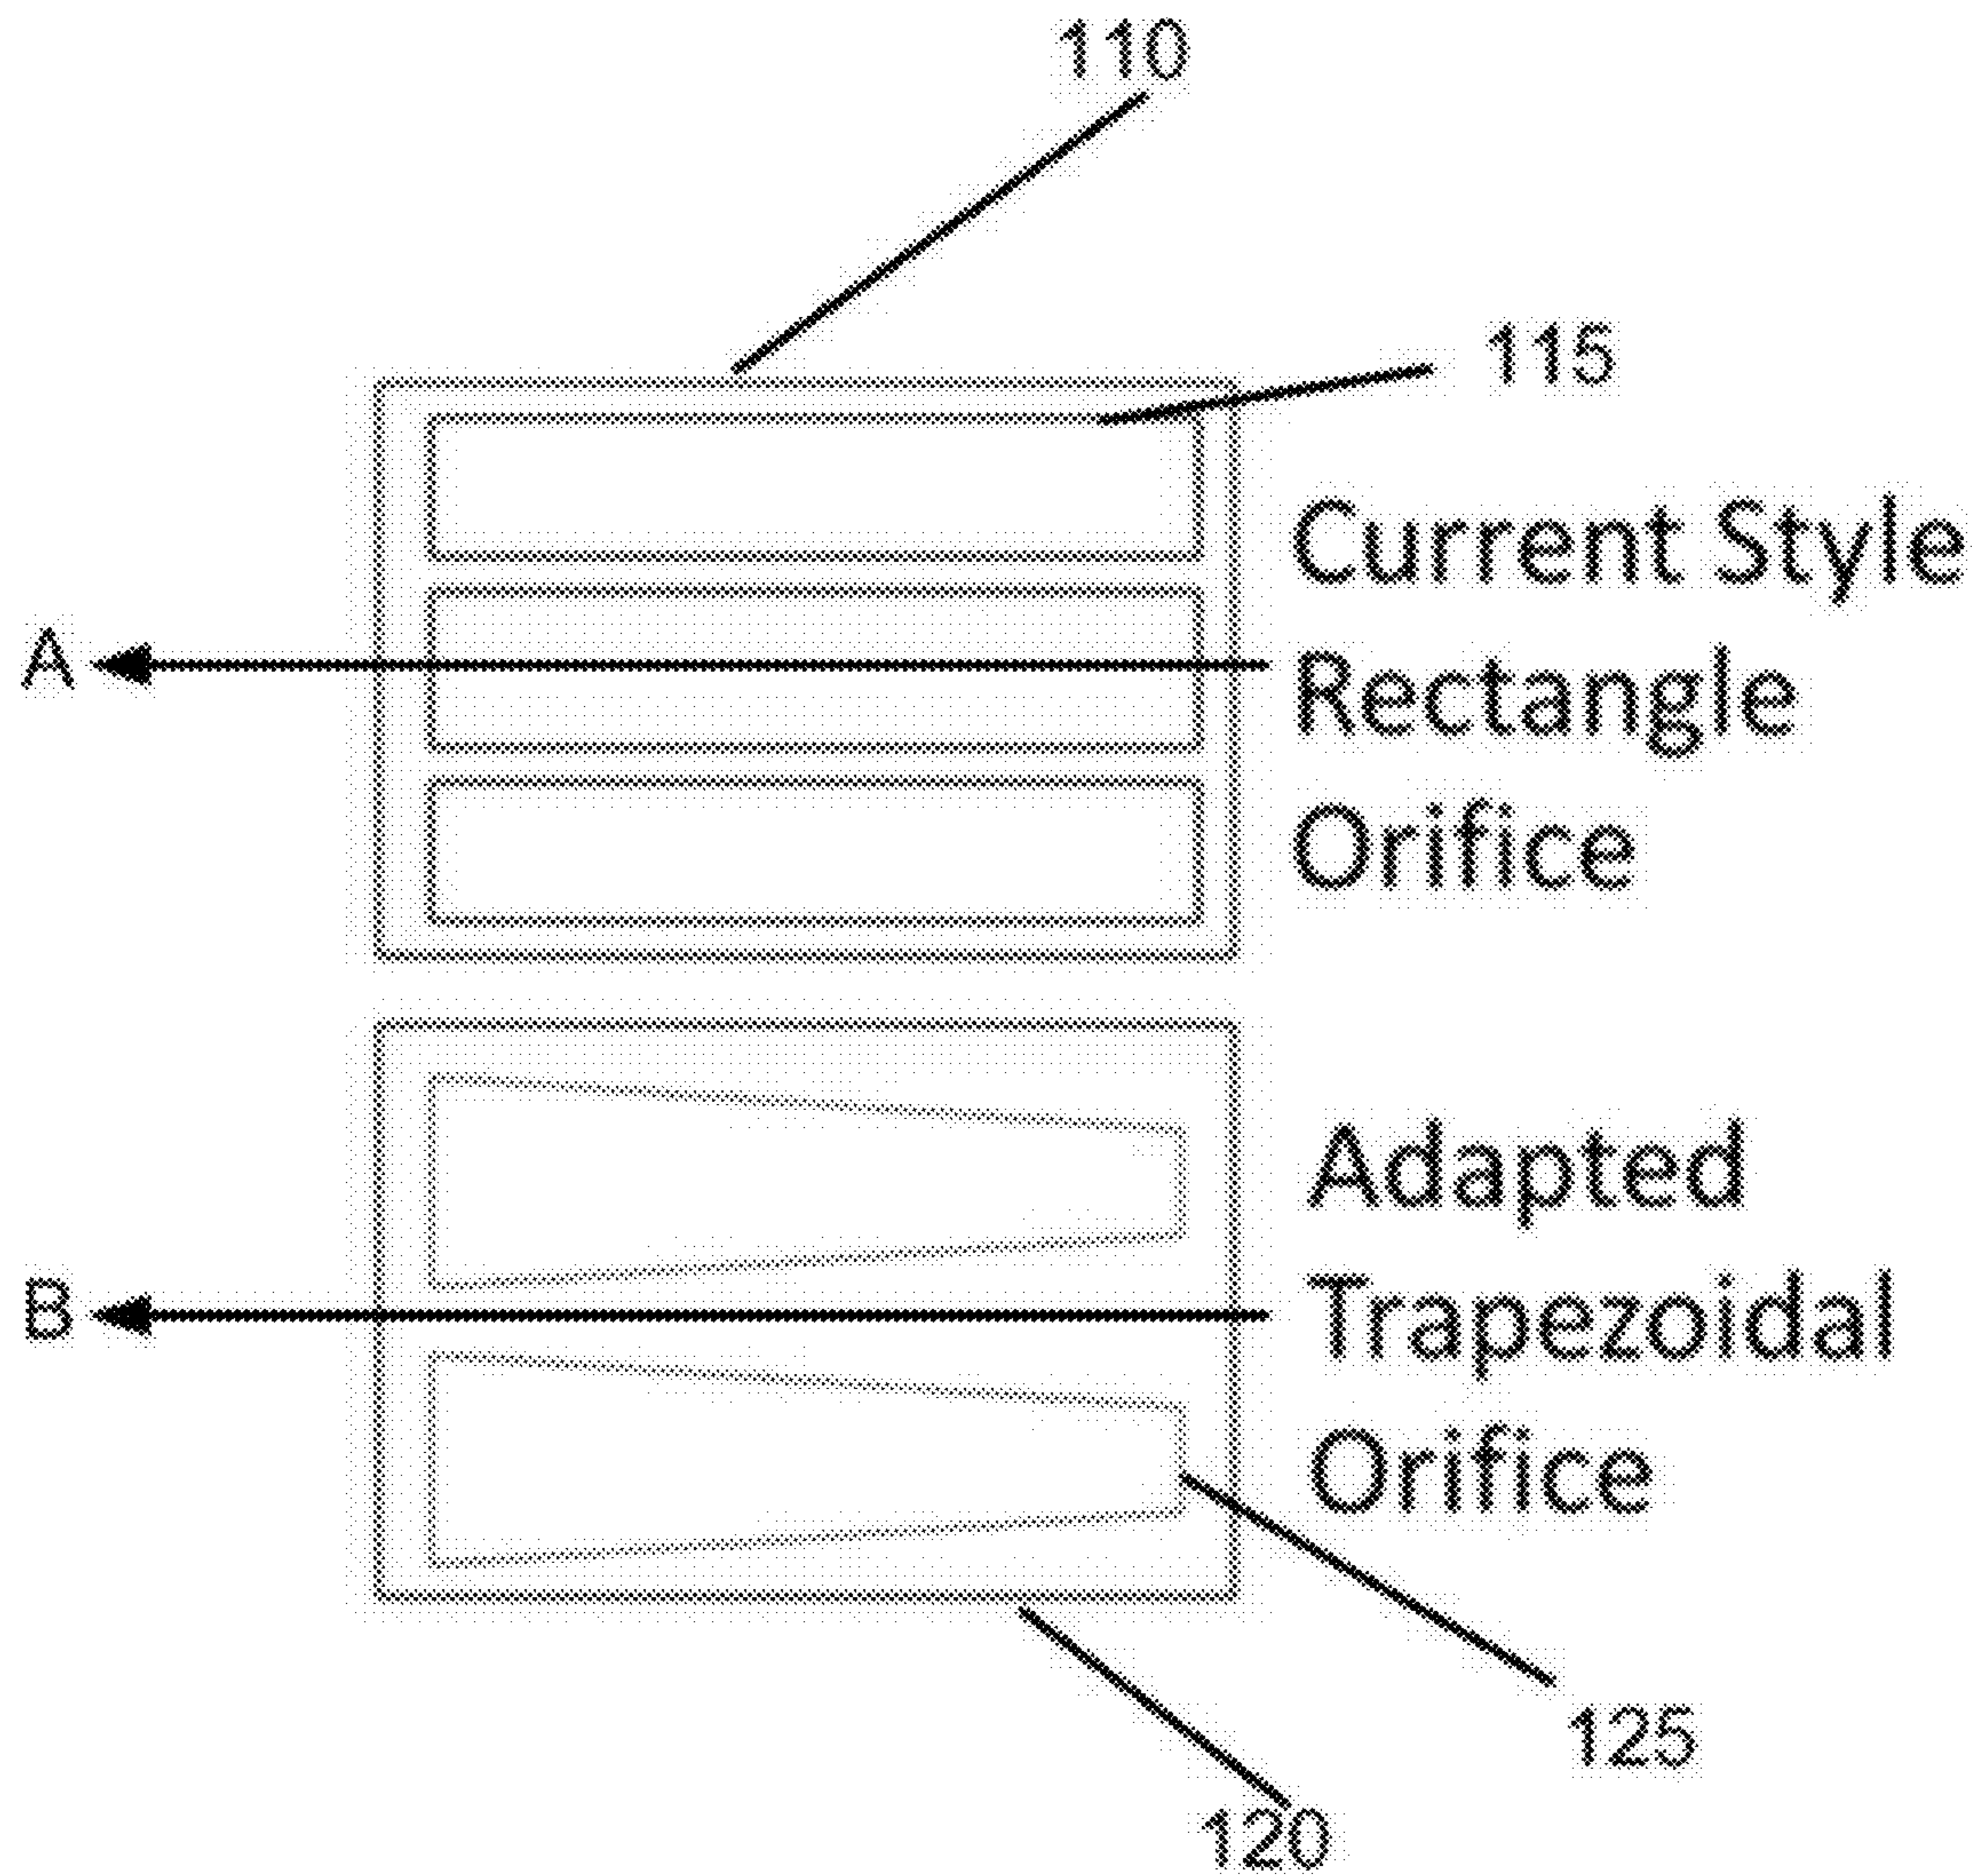 110
115
Current Style
A
Rectangle
Orifice
Adapted
B
Trapezoidal
Orifice
125
120